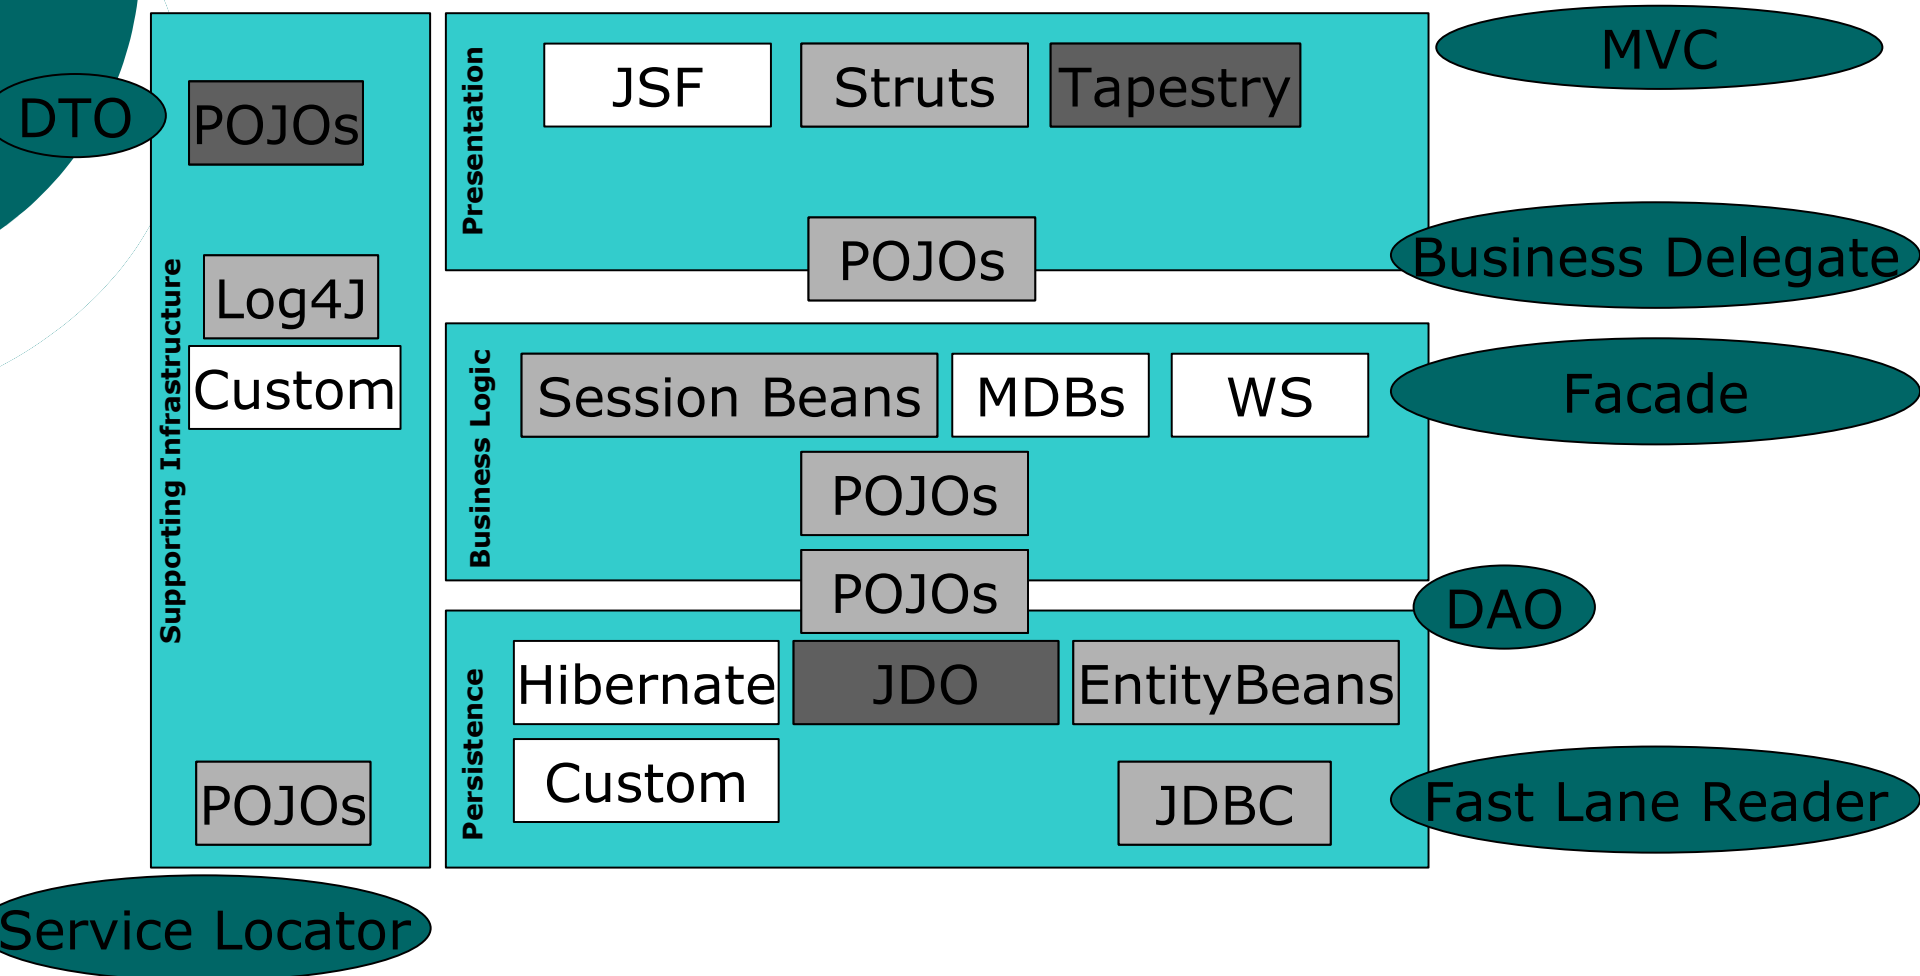 DTO
POJOs
Log4J
Custom
Supporting Infrastructure
POJOs
Service Locator
Presentation
JSF
Struts
Tapestry
POJOs
MVC
Business Delegate
Business Logic
Session Beans
MDBs
WS
Facade
POJOs
POJOs
DAO
Persistence
Hibernate
JDO
EntityBeans
Custom
JDBC
Fast Lane Reader